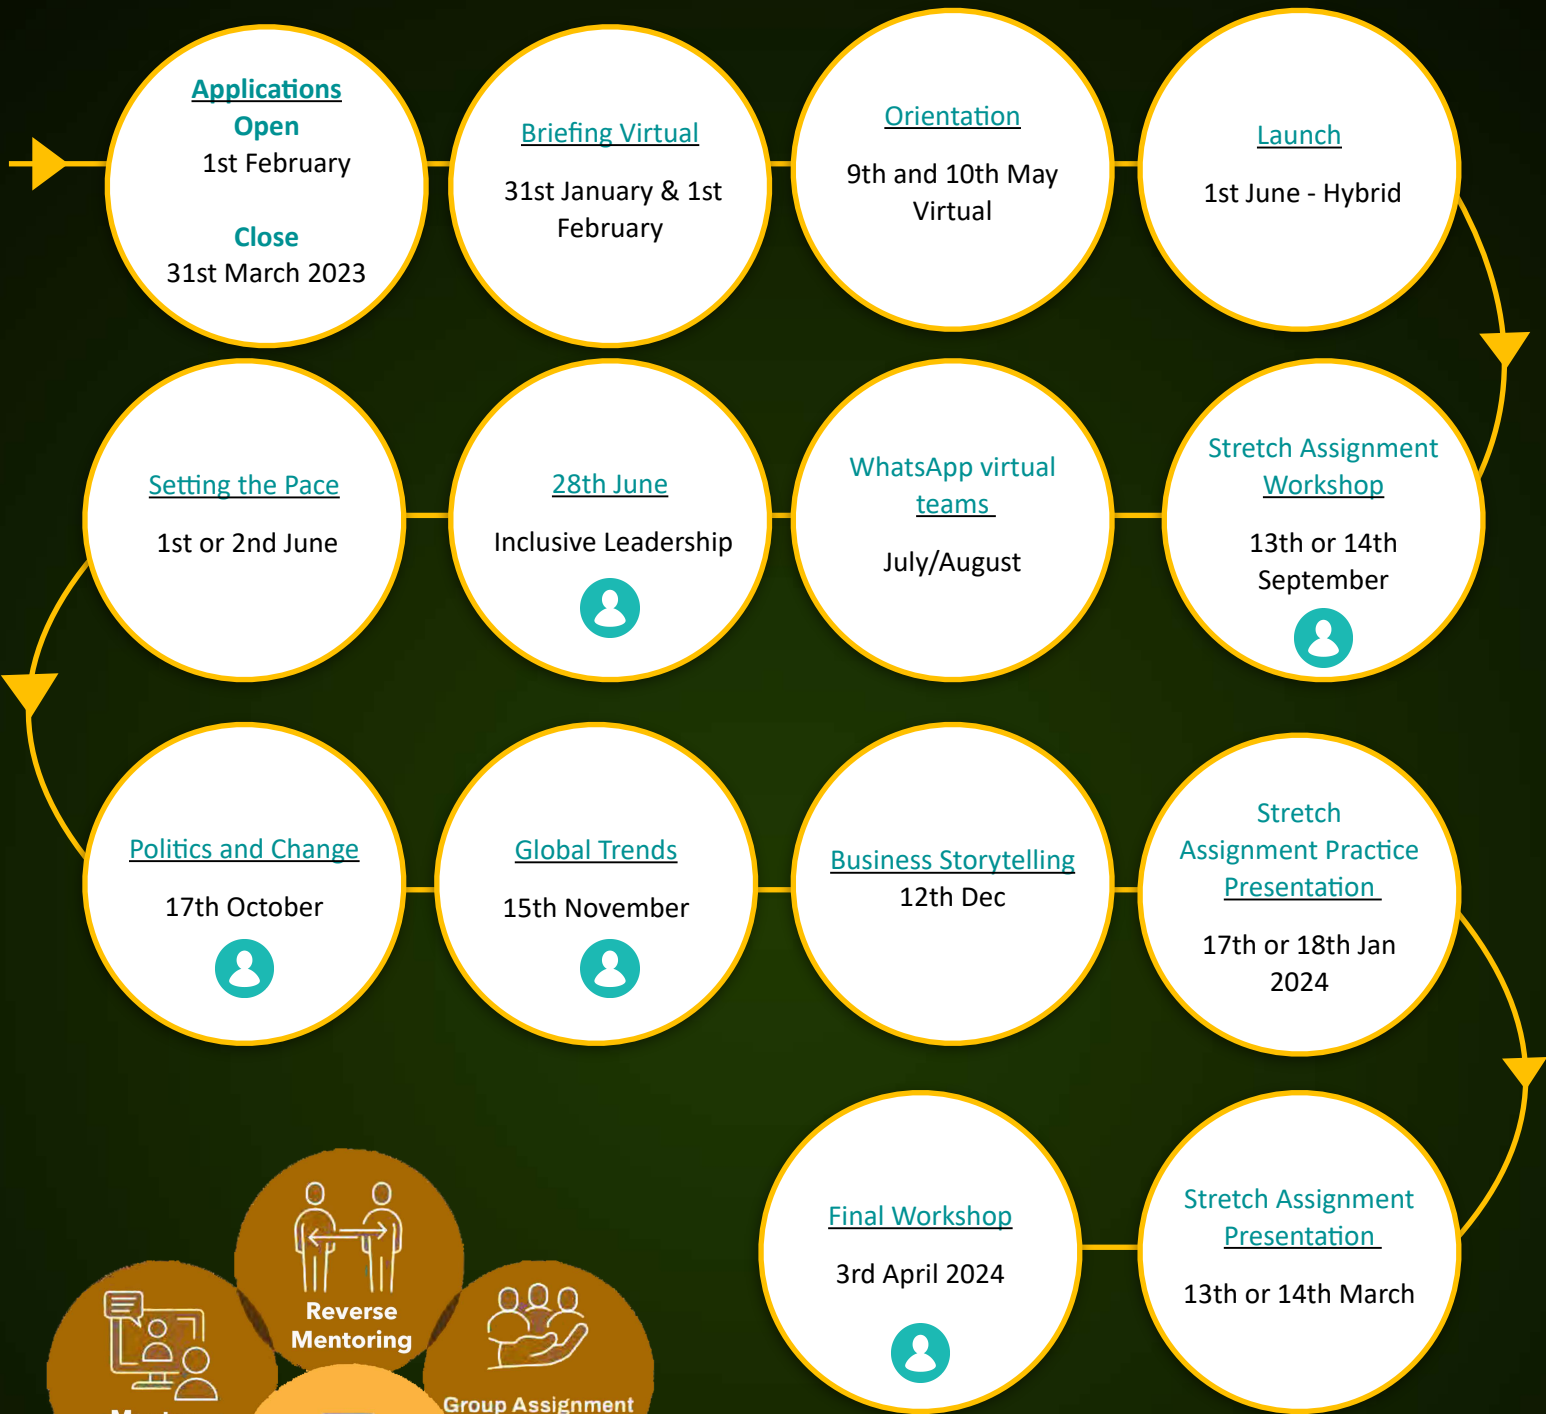 Applications
Open
1st February
Close
31st March 2023
Briefing Virtual
31st January & 1st
February
Orientation
9th and 10th May
Virtual
Launch
1st June - Hybrid
Setting the Pace
1st or 2nd June
28th June
Inclusive Leadership
WhatsApp virtual
teams
July/August
Stretch Assignment
Workshop
13th or 14th
September
Politics and Change
17th October
Global Trends
15th November
Business Storytelling
12th Dec
Stretch
Assignment Practice
Presentation
17th or 18th Jan
2024
Final Workshop
3rd April 2024
Stretch Assignment
Presentation
13th or 14th March
Reverse
Mentoring
Group Assignment